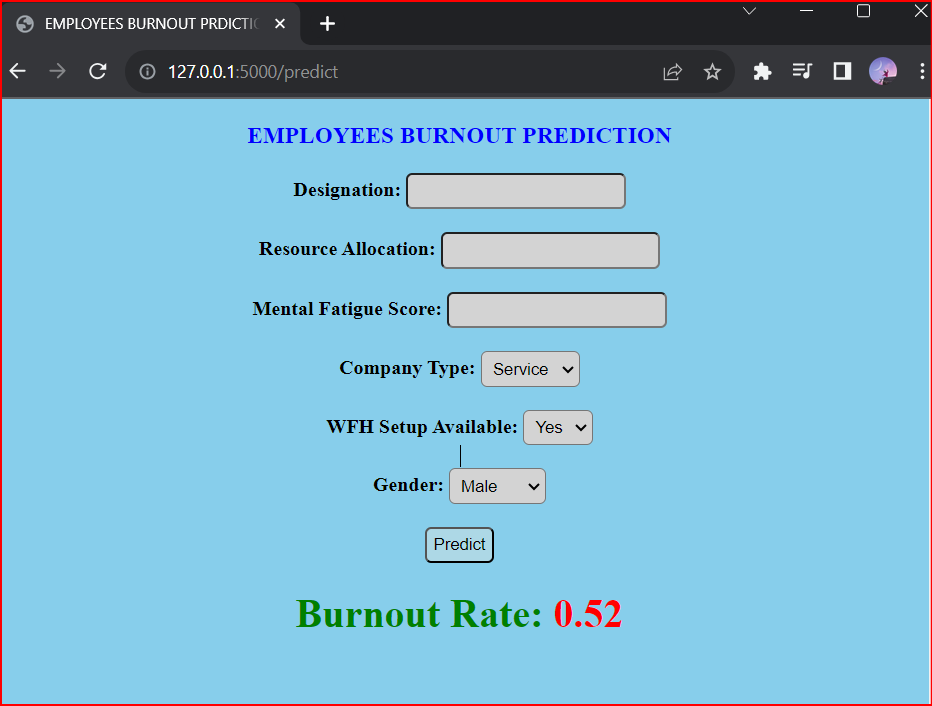 EMPLOYEES BURNOUT PRDICTI
127.0.0.1:5000/predict
EMPLOYEES BURNOUT PREDICTION
Designation:
Resource Allocation:
Mental Fatigue Score:
Company Type: Service
WFH Setup Available: Yes
Gender: Male
Predict
Burnout Rate: 0.52